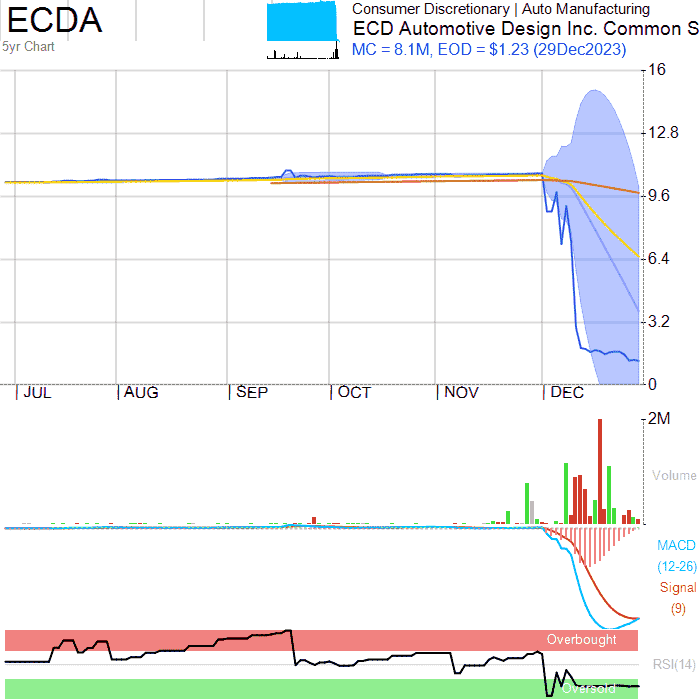 ECDA
5yr Chart
Consumer Discretionary | Auto Manufacturing
ECD Automotive Design Inc. Common S
MC = 8.1M, EOD = $1.23 (29Dec2023)
16
12.8
9.6
6.4
3.2
0
JUL AUG SEP OCT NOV DEC
2M
Volume
MACD
(12-26)
Signal
(9)
Overbought
RSI(14)
Oversold